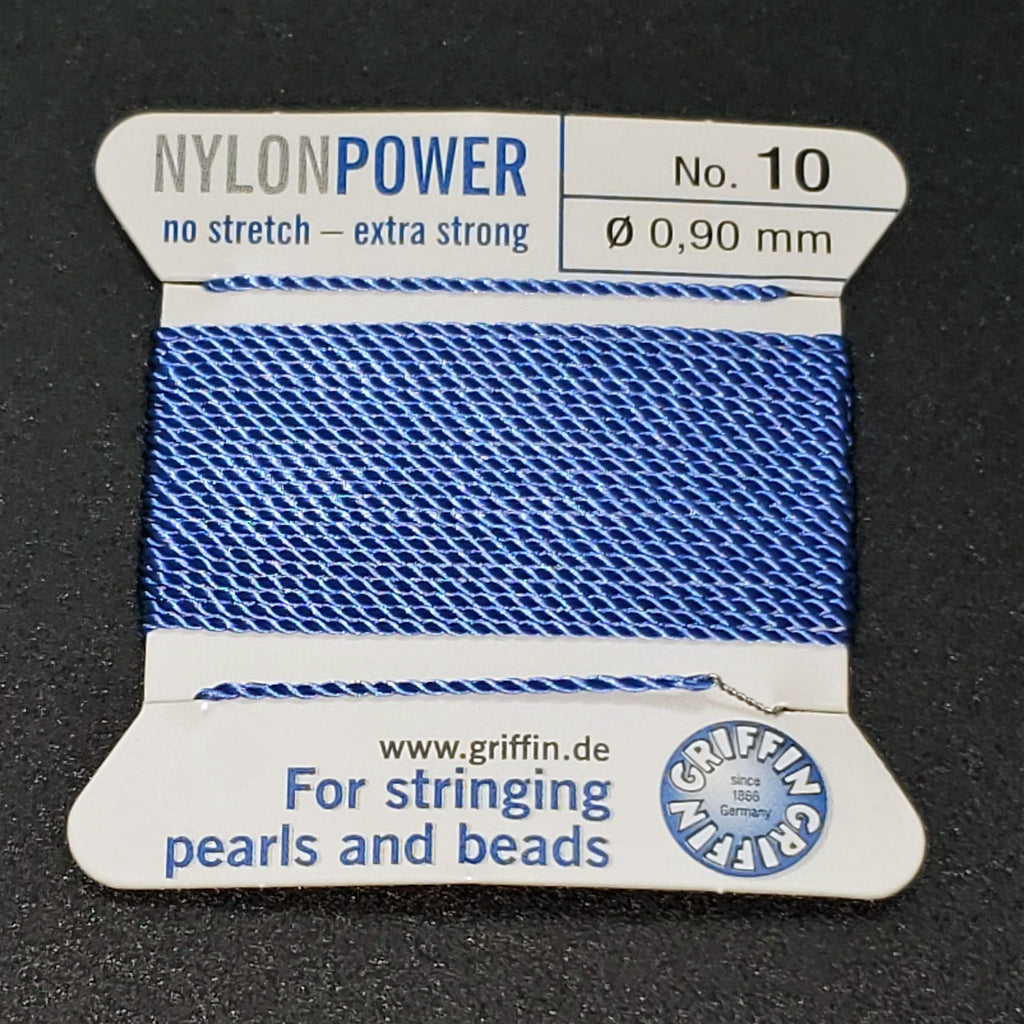 NYLONPOWER
no stretch – extra strong
No. 10
Ø 0,90 mm
www.griffin.de
For stringing
pearls and beads
GRIFFIN GRIFFIN
since
1866
Germany